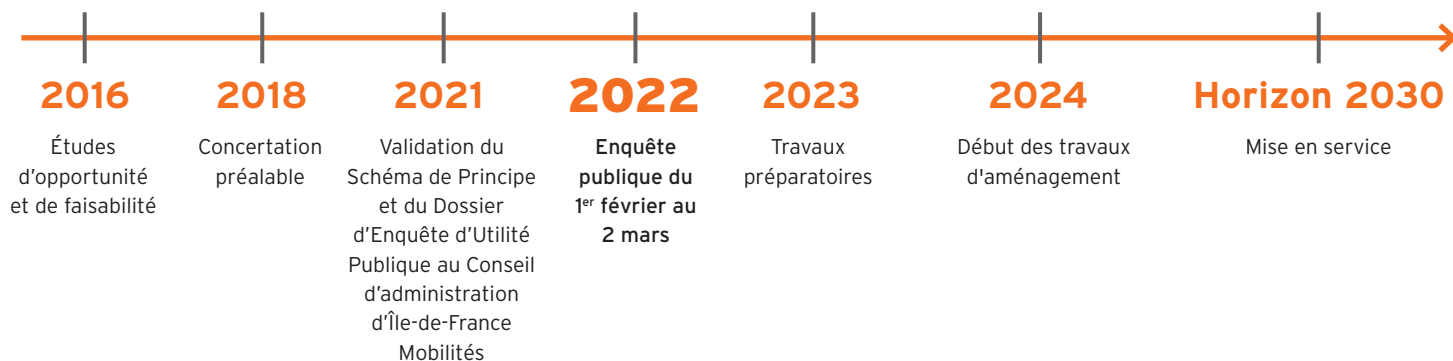 2016
Études
d'opportunité
et de faisabilité
2018
Concertation
préalable
2021
Validation du
Schéma de Principe
et du Dossier
d'Enquête d'Utilité
Publique au Conseil
d'administration
d'Île-de-France
Mobilités
2022
Enquête
publique du
1er février au
2 mars
2023
Travaux
préparatoires
2024
Début des travaux
d'aménagement
Horizon 2030
Mise en service